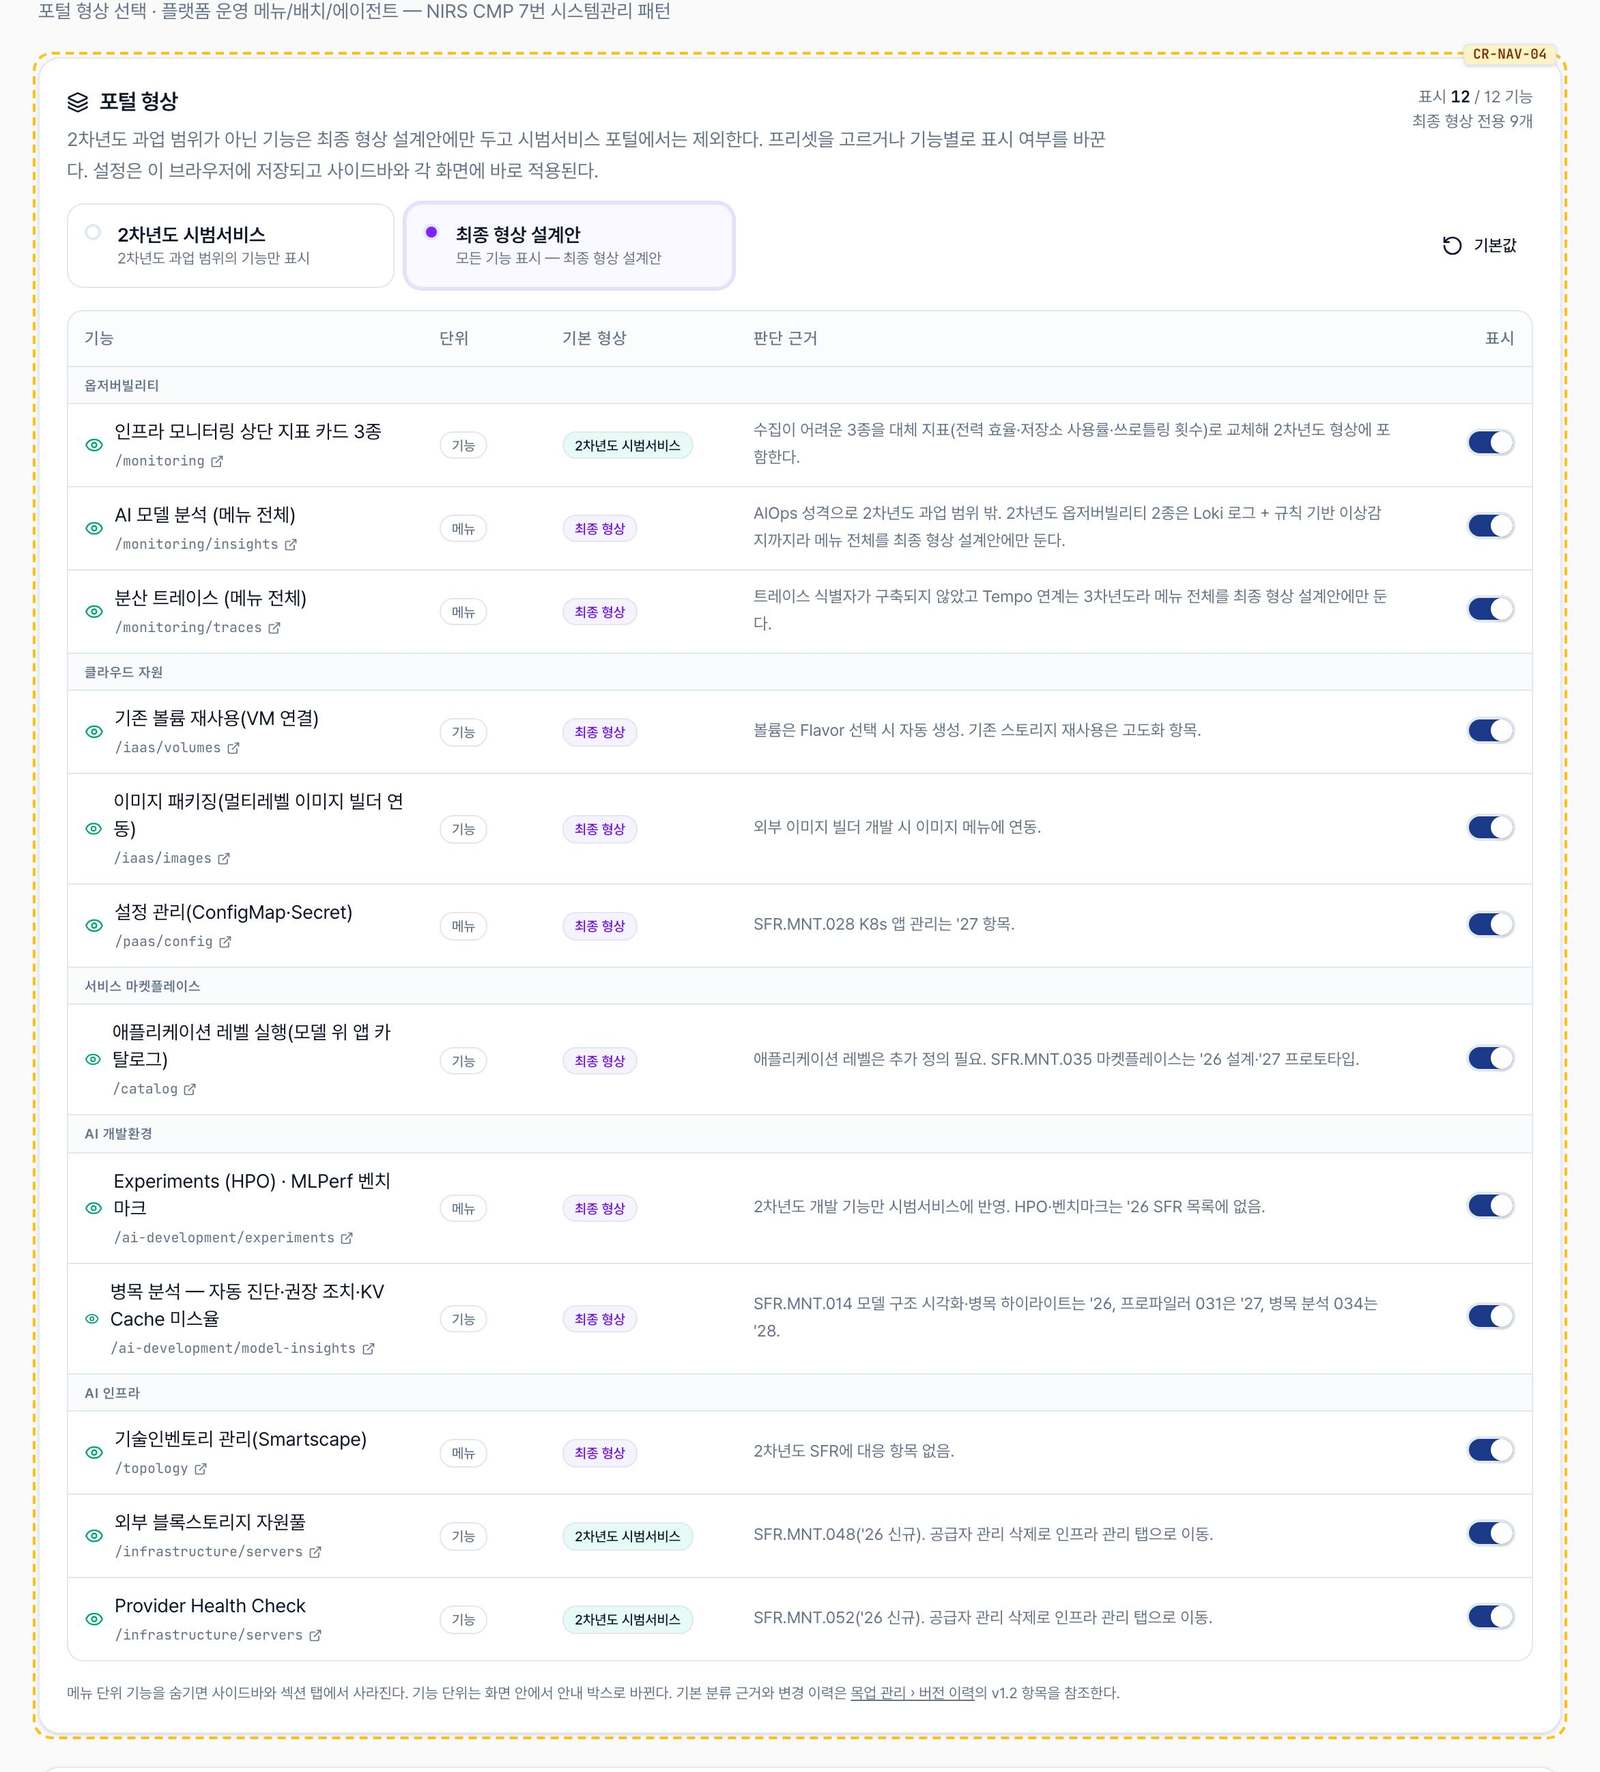 포털 형상 선택 · 플랫폼 운영 메뉴/배치/에이전트 — NIRS CMP 7번 시스템관리 패턴
CR-NAV-04
포털 형상
표시 12 / 12 기능
최종 형상 전용 9개
2차년도 과업 범위가 아닌 기능은 최종 형상 설계안에만 두고 시범서비스 포털에서는 제외한다. 프리셋을 고르거나 기능별로 표시 여부를 바꾼
다. 설정은 이 브라우저에 저장되고 사이드바와 각 화면에 바로 적용된다.
2차년도 시범서비스
2차년도 과업 범위의 기능만 표시
최종 형상 설계안
모든 기능 표시 — 최종 형상 설계안
기본값
기능 단위 기본 형상 판단 근거 표시
옵저버빌리티
인프라 모니터링 상단 지표 카드 3종
/monitoring
기능
2차년도 시범서비스
수집이 어려운 3종을 대체 지표(전력 효율·저장소 사용률·쓰로틀링 횟수)로 교체해 2차년도 형상에 포
함한다.
AI 모델 분석 (메뉴 전체)
/monitoring/insights
메뉴
최종 형상
AIOps 성격으로 2차년도 과업 범위 밖. 2차년도 옵저버빌리티 2종은 Loki 로그 + 규칙 기반 이상감
지까지라 메뉴 전체를 최종 형상 설계안에만 둔다.
분산 트레이스 (메뉴 전체)
/monitoring/traces
메뉴
최종 형상
트레이스 식별자가 구축되지 않았고 Tempo 연계는 3차년도라 메뉴 전체를 최종 형상 설계안에만 둔
다.
클라우드 자원
기존 볼륨 재사용(VM 연결)
/iaas/volumes
기능
최종 형상
볼륨은 Flavor 선택 시 자동 생성. 기존 스토리지 재사용은 고도화 항목.
이미지 패키징(멀티레벨 이미지 빌더 연
동)
/iaas/images
기능
최종 형상
외부 이미지 빌더 개발 시 이미지 메뉴에 연동.
설정 관리(ConfigMap·Secret)
/paas/config
메뉴
최종 형상
SFR.MNT.028 K8s 앱 관리는 '27 항목.
서비스 마켓플레이스
애플리케이션 레벨 실행(모델 위 앱 카
탈로그)
/catalog
기능
최종 형상
애플리케이션 레벨은 추가 정의 필요. SFR.MNT.035 마켓플레이스는 '26 설계·'27 프로토타입.
AI 개발환경
Experiments (HPO) · MLPerf 벤치
마크
/ai-development/experiments
메뉴
최종 형상
2차년도 개발 기능만 시범서비스에 반영. HPO·벤치마크는 '26 SFR 목록에 없음.
병목 분석 — 자동 진단·권장 조치·KV
Cache 미스율
/ai-development/model-insights
기능
최종 형상
SFR.MNT.014 모델 구조 시각화·병목 하이라이트는 '26, 프로파일러 031은 '27, 병목 분석 034는
'28.
AI 인프라
기술인벤토리 관리(Smartscape)
/topology
메뉴
최종 형상
2차년도 SFR에 대응 항목 없음.
외부 블록스토리지 자원풀
/infrastructure/servers
기능
2차년도 시범서비스
SFR.MNT.048('26 신규). 공급자 관리 삭제로 인프라 관리 탭으로 이동.
Provider Health Check
/infrastructure/servers
기능
2차년도 시범서비스
SFR.MNT.052('26 신규). 공급자 관리 삭제로 인프라 관리 탭으로 이동.
메뉴 단위 기능을 숨기면 사이드바와 섹션 탭에서 사라진다. 기능 단위는 화면 안에서 안내 박스로 바뀐다. 기본 분류 근거와 변경 이력은 목업 관리 › 버전 이력의 v1.2 항목을 참조한다.